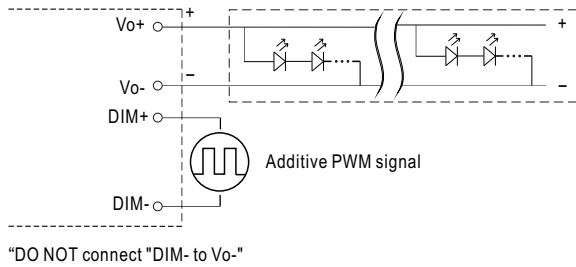 Vo+
+
+
Vo-
–
–
DIM+
Additive PWM signal
DIM-
“DO NOT connect "DIM- to Vo-"